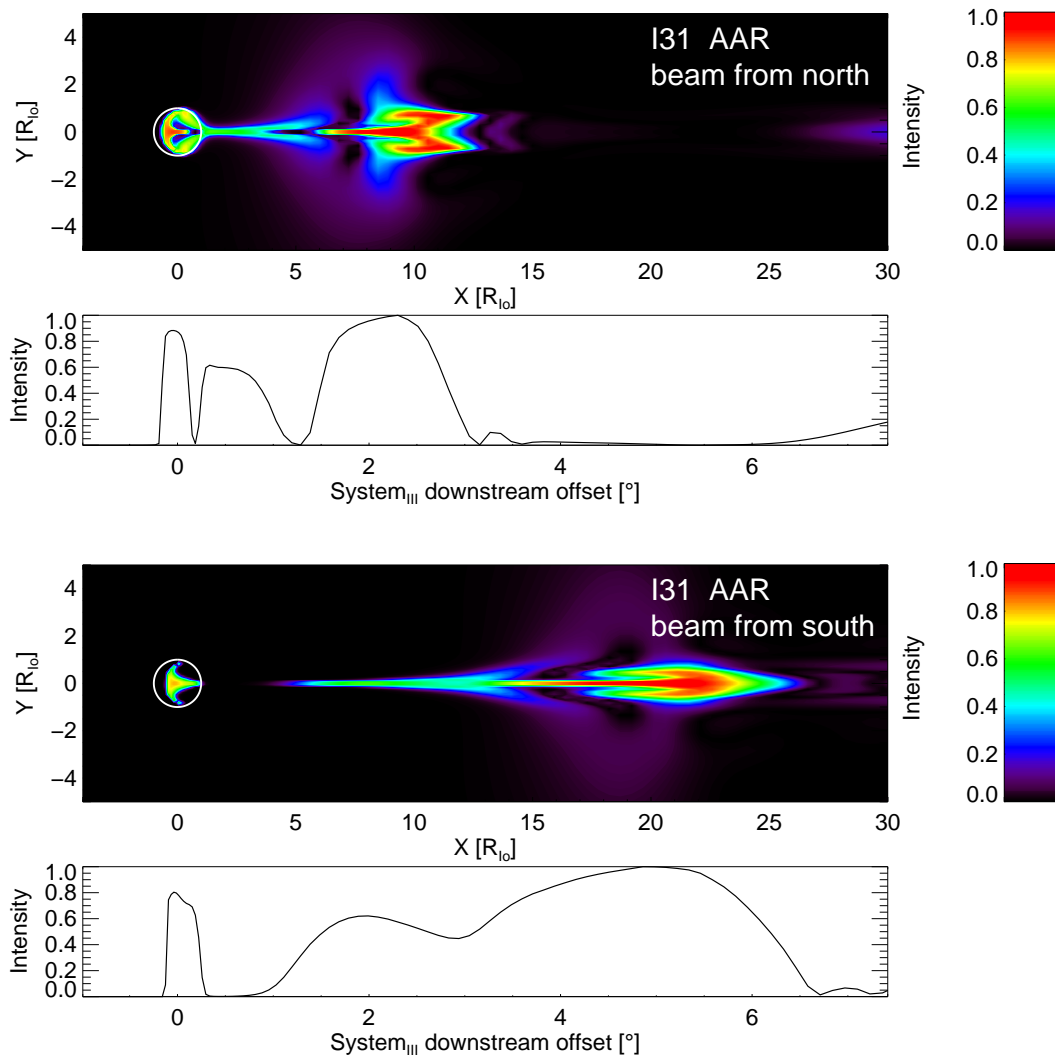 I31 AAR
beam from north
Y [R_Io]
4
2
0
−2
−4
0 5 10 15 20 25 30
X [R_Io]
Intensity
1.0
0.8
0.6
0.4
0.2
0.0
Intensity
1.0
0.8
0.6
0.4
0.2
0.0
0 2 4 6
System_III downstream offset [°]
I31 AAR
beam from south
Y [R_Io]
4
2
0
−2
−4
0 5 10 15 20 25 30
X [R_Io]
Intensity
1.0
0.8
0.6
0.4
0.2
0.0
Intensity
1.0
0.8
0.6
0.4
0.2
0.0
0 2 4 6
System_III downstream offset [°]